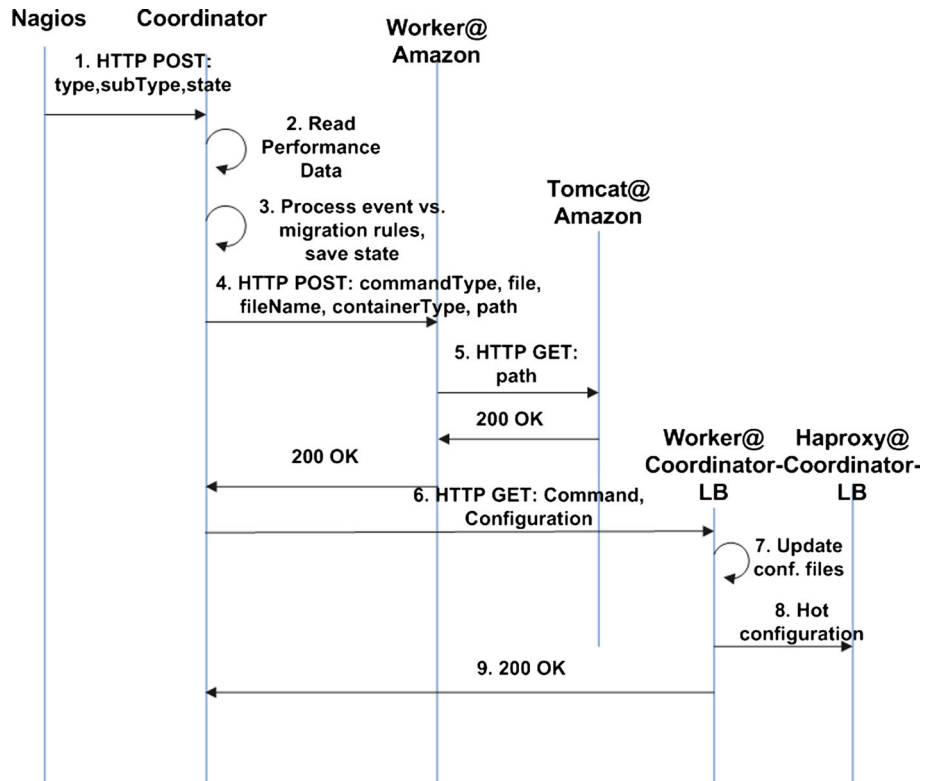 Nagios
Coordinator
Worker@
Amazon
1. HTTP POST:
type,subType,state
2. Read
Performance
Data
Tomcat@
Amazon
3. Process event vs.
migration rules,
save state
4. HTTP POST: commandType, file,
fileName, containerType, path
5. HTTP GET:
path
200 OK
200 OK
Worker@
Coordinator-
LB
Haproxy@
Coordinator-
LB
6. HTTP GET: Command,
Configuration
7. Update
conf. files
8. Hot
configuration
9. 200 OK